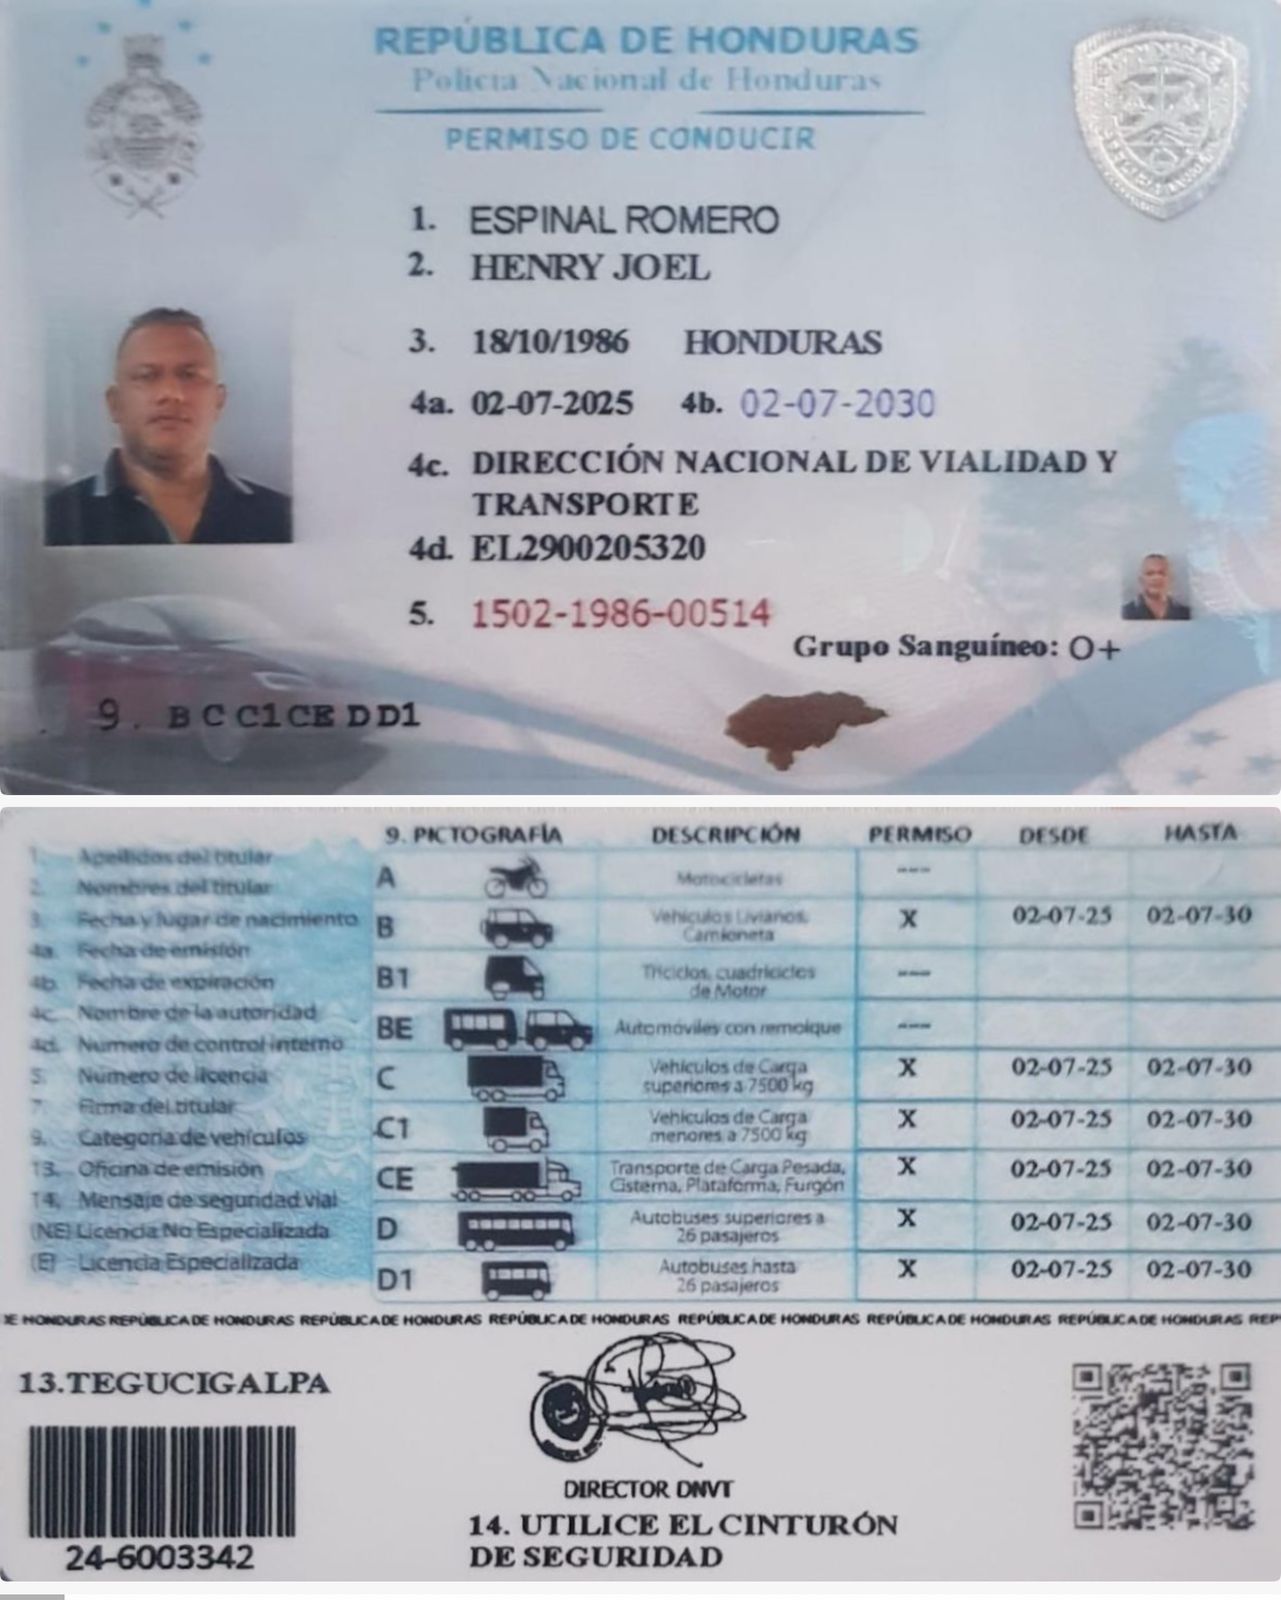 REPÚBLICA DE HONDURAS
Policía Nacional de Honduras
PERMISO DE CONDUCIR
1. ESPINAL ROMERO
2. HENRY JOEL
3. 18/10/1986 HONDURAS
4a. 02-07-2025 4b. 02-07-2030
4c. DIRECCIÓN NACIONAL DE VIALIDAD Y
TRANSPORTE
4d. EL2900205320
5. 1502-1986-00514
Grupo Sanguíneo: O+
9. B C C1CE D D1
1. Apellidos del titular
2. Nombres del titular
3. Fecha y lugar de nacimiento
4a. Fecha de emisión
4b. Fecha de expiración
4c. Nombre de la autoridad
4d. Numero de control interno
5. Número de licencia
7. Firma del titular
9. Categoria de vehículos
13. Oficina de emisión
14. Mensaje de seguridad vial
(NE) Licencia No Especializada
(E) Licencia Especializada
9. PICTOGRAFÍA DESCRIPCIÓN PERMISO DESDE HASTA
A Motocicletas ----
B Vehículos Livianos, Camioneta X 02-07-25 02-07-30
B1 Triciclos, cuadriciclos de Motor ----
BE Automóviles con remolque ----
C Vehículos de Carga superiores a 7500 kg X 02-07-25 02-07-30
C1 Vehículos de Carga menores a 7500 kg X 02-07-25 02-07-30
CE Transporte de Carga Pesada, Cisterna, Plataforma, Furgón X 02-07-25 02-07-30
D Autobuses superiores a 26 pasajeros X 02-07-25 02-07-30
D1 Autobuses hasta 26 pasajeros X 02-07-25 02-07-30
DE HONDURAS REPÚBLICA DE HONDURAS REPÚBLICA DE HONDURAS REPÚBLICA DE HONDURAS REPÚBLICA DE HONDURAS REPÚBLICA DE HONDURAS REPÚBLICA DE HONDURAS REP
13.TEGUCIGALPA
24-6003342
DIRECTOR DNVT
14. UTILICE EL CINTURÓN
DE SEGURIDAD